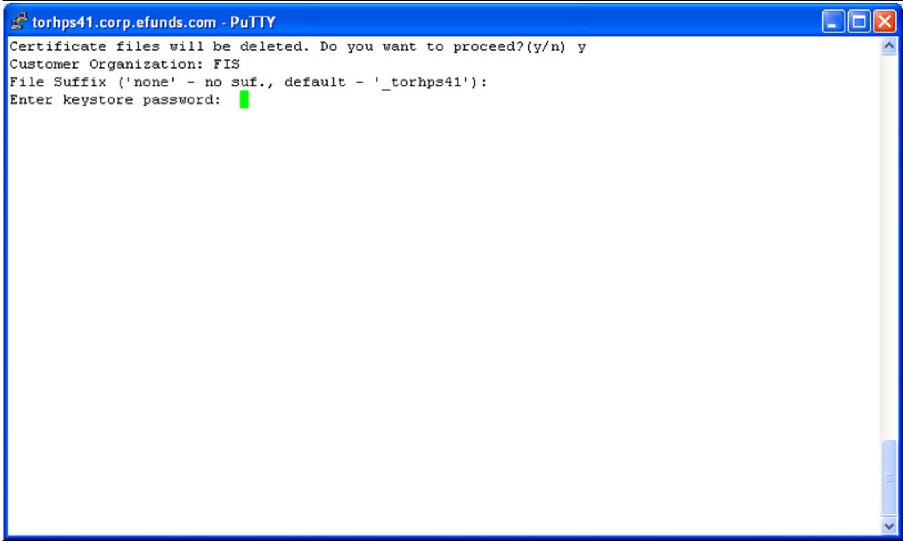 torhps41.corp.efunds.com - PuTTY
Certificate files will be deleted. Do you want to proceed?(y/n) y
Customer Organization: FIS
File Suffix ('none' - no suf., default - '_torhps41'):
Enter keystore password: